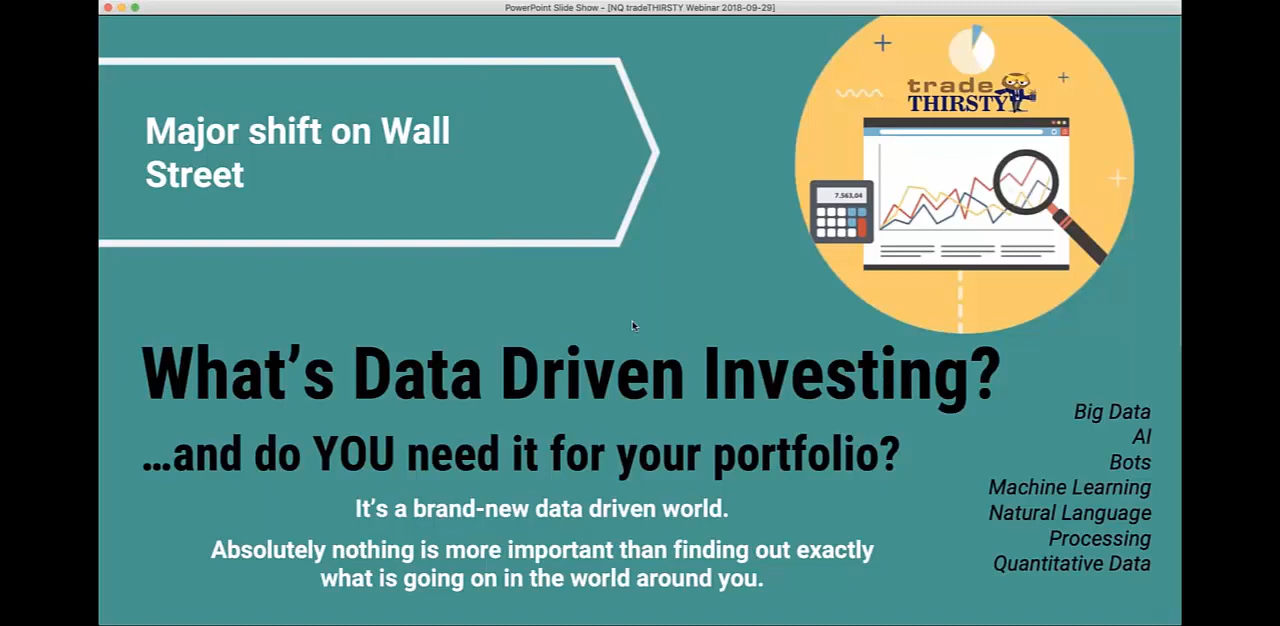 PowerPoint Slide Show - [NQ tradeTHIRSTY Webinar 2018-09-29]
Major shift on Wall
Street
trade
THIRSTY
7.563,04
What's Data Driven Investing?
...and do YOU need it for your portfolio?
It's a brand-new data driven world.
Absolutely nothing is more important than finding out exactly
what is going on in the world around you.
Big Data
AI
Bots
Machine Learning
Natural Language
Processing
Quantitative Data